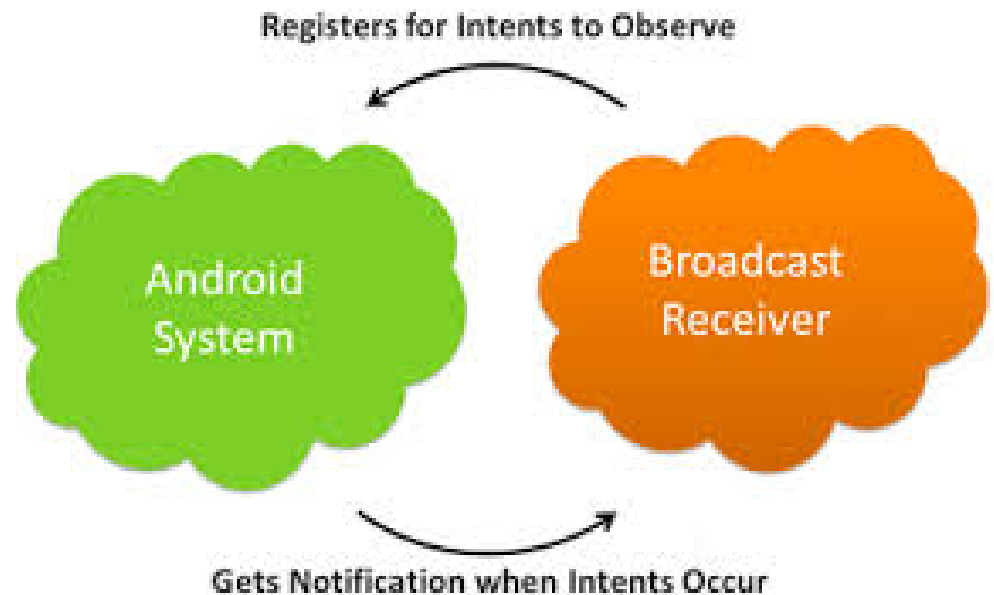 Registers for Intents to Observe
Android
System
Broadcast
Receiver
Gets Notification when Intents Occur